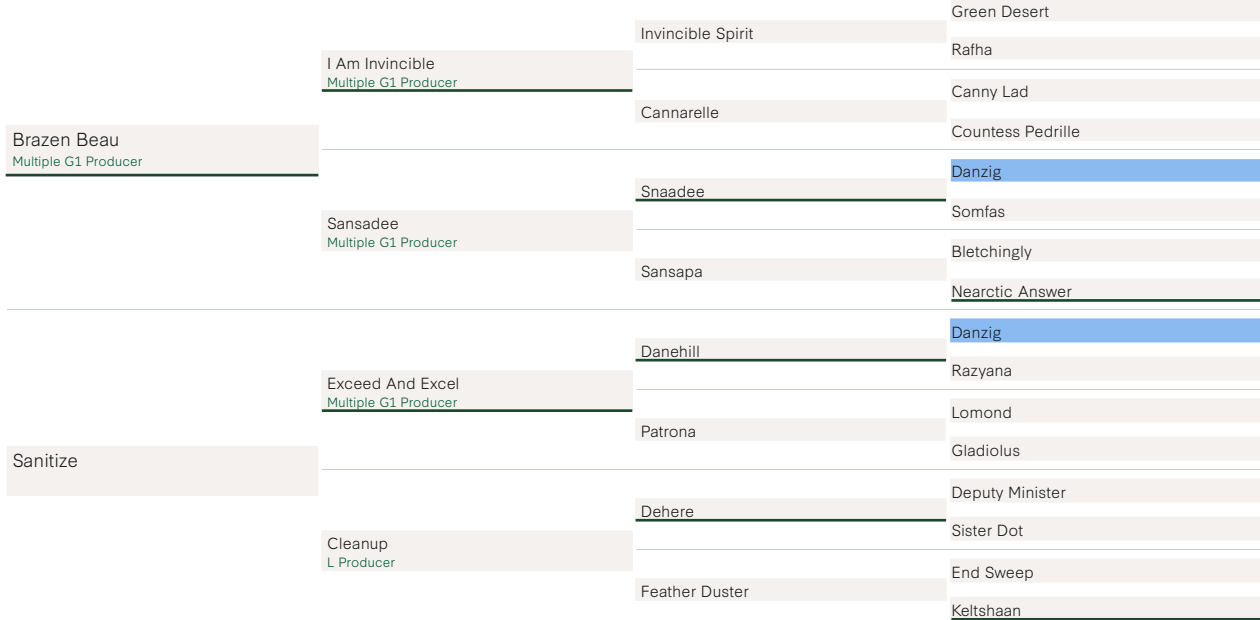 Brazen Beau
Multiple G1 Producer
Sanitize
I Am Invincible
Multiple G1 Producer
Sansadee
Multiple G1 Producer
Exceed And Excel
Multiple G1 Producer
Cleanup
L Producer
Invincible Spirit
Cannarelle
Snaadee
Sansapa
Danehill
Patrona
Dehere
Feather Duster
Green Desert
Rafha
Canny Lad
Countess Pedrille
Danzig
Somfas
Bletchingly
Nearctic Answer
Danzig
Razyana
Lomond
Gladiolus
Deputy Minister
Sister Dot
End Sweep
Keltshaan